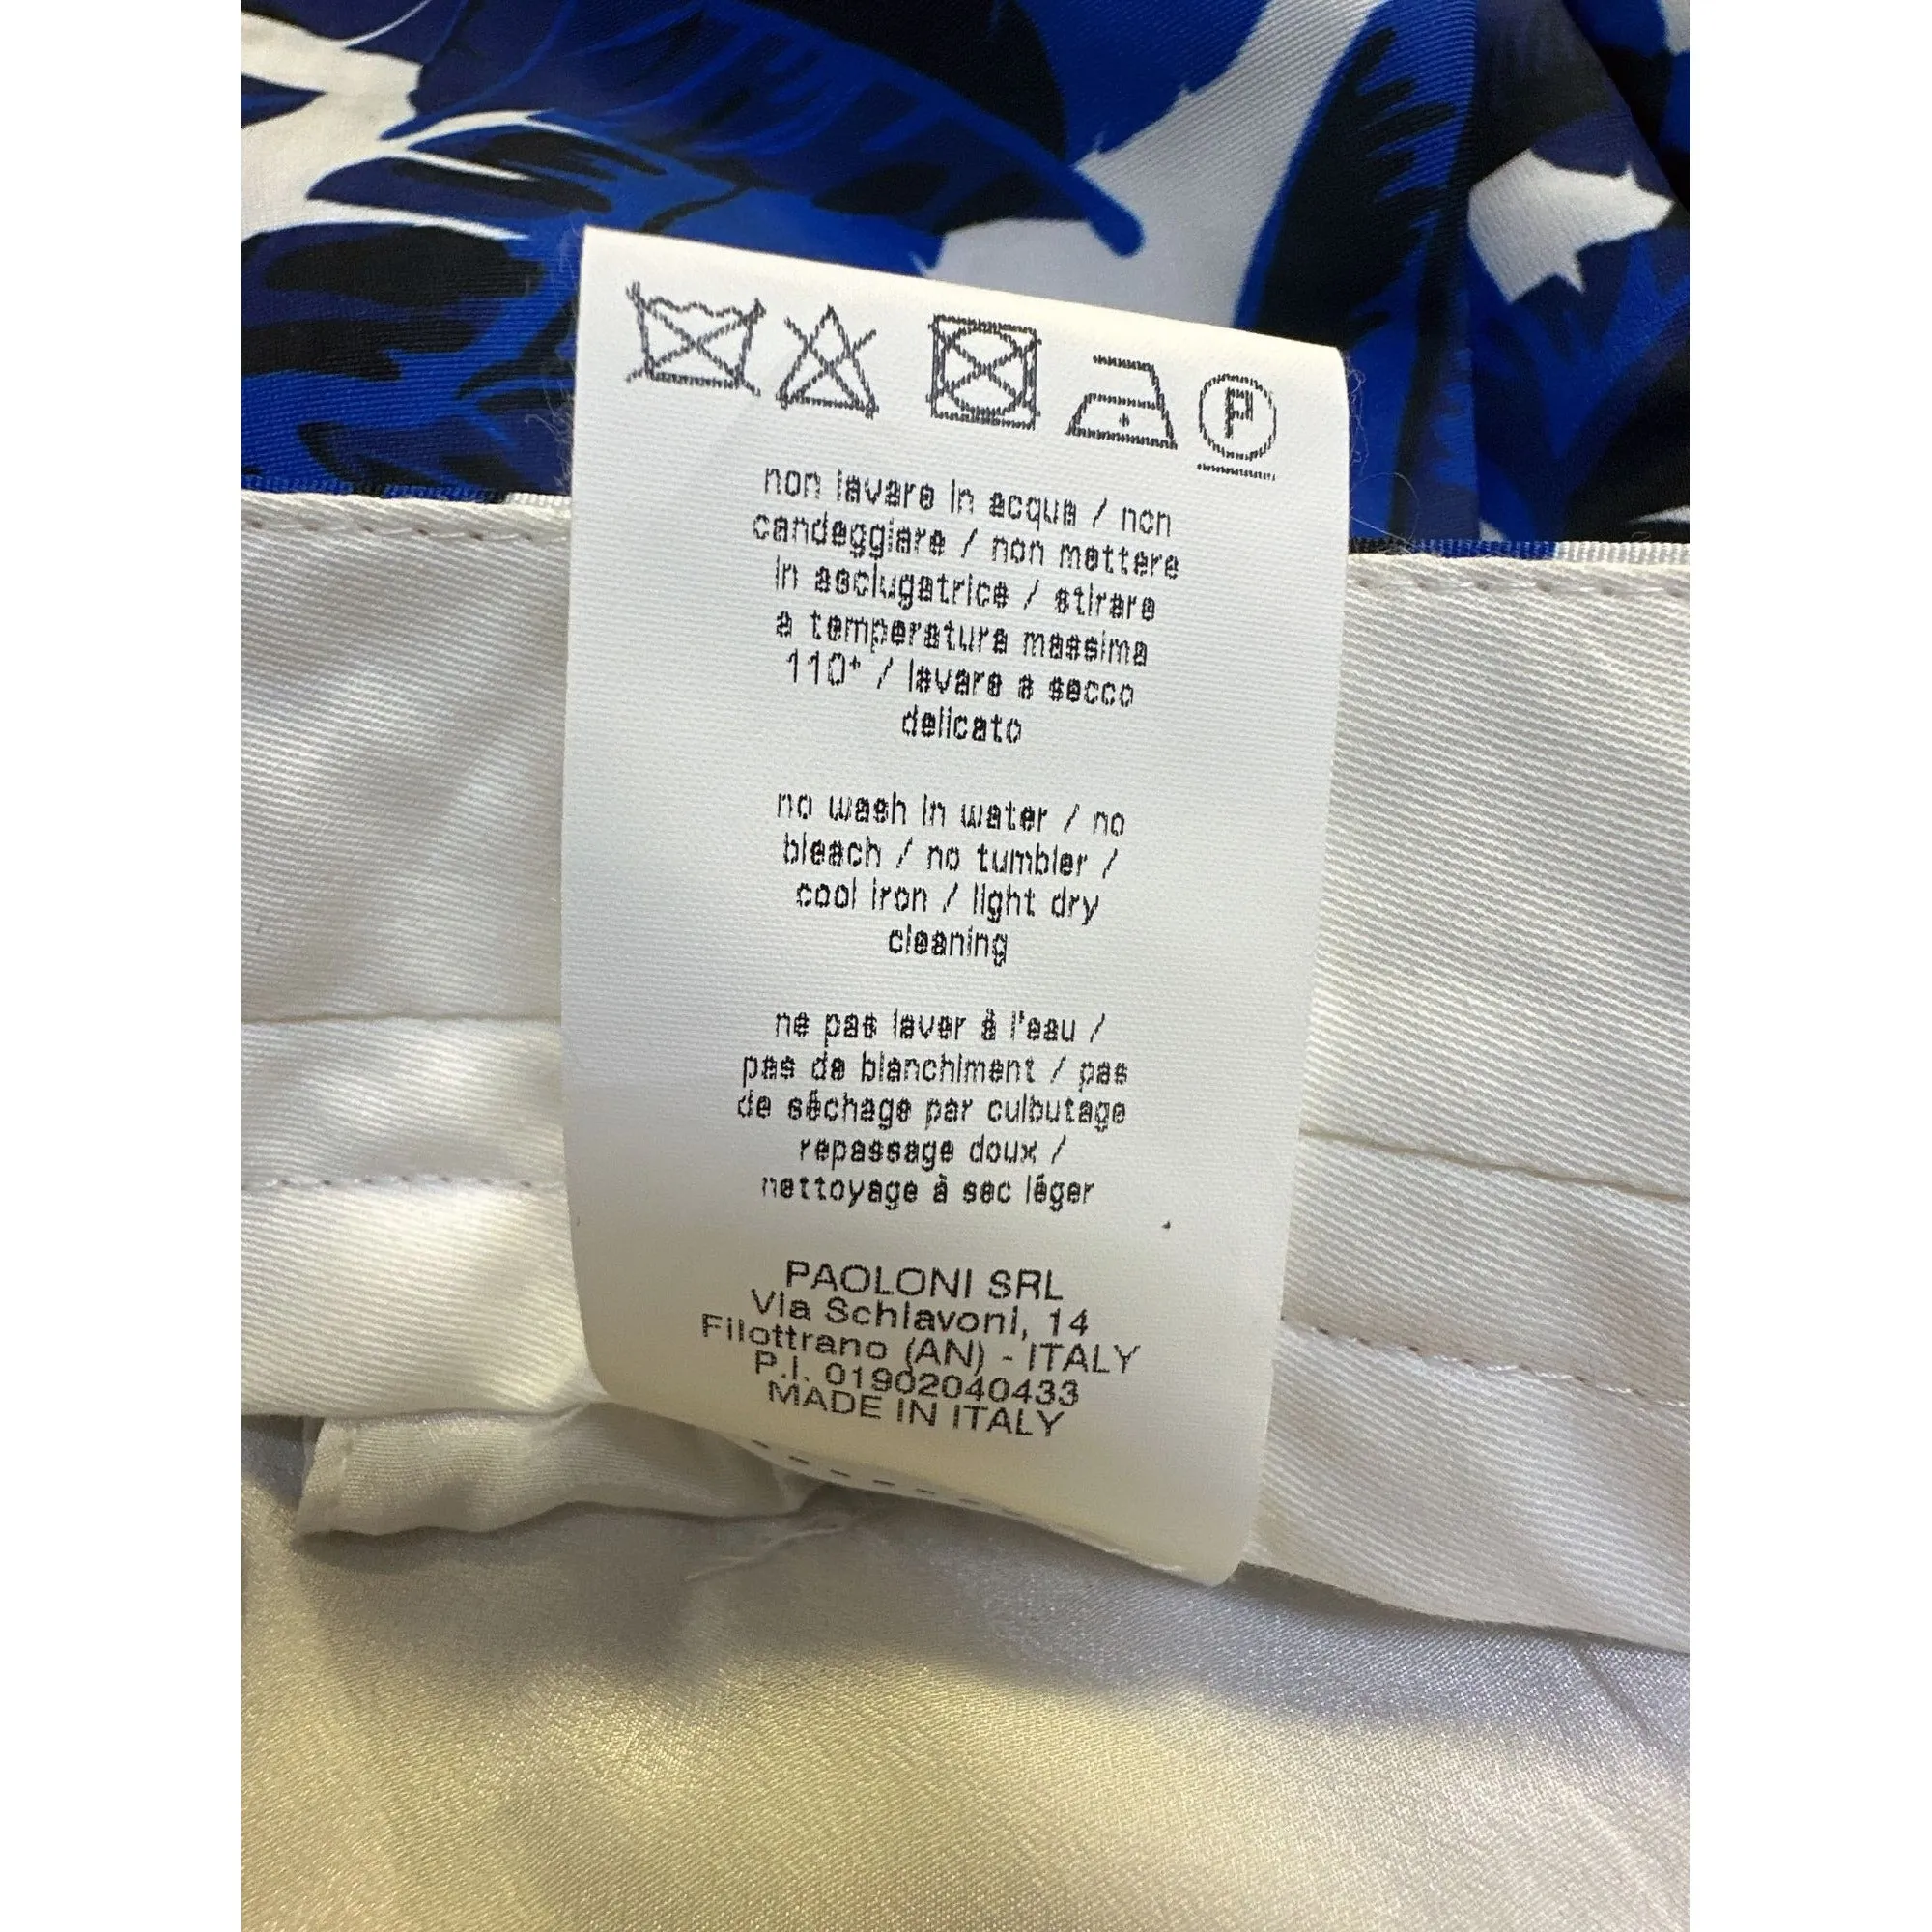 P
non lavare in acqua / non
candeggiare / non mettere
in asciugatrice / stirare
a temperatura massima
110° / lavare a secco
delicato
no wash in water / no
bleach / no tumbler /
cool iron / light dry
cleaning
ne pas laver à l'eau /
pas de blanchiment / pas
de séchage par culbutage
repassage doux /
nettoyage à sec léger
PAOLONI SRL
Via Schiavoni, 14
Filottrano (AN) - ITALY
P.I. 01902040433
MADE IN ITALY